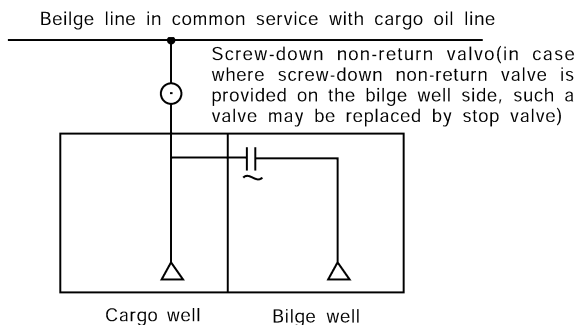 Beilge line in common service with cargo oil line
Screw-down non-return valvo(in case
where screw-down non-return valve is
provided on the bilge well side, such a
valve may be replaced by stop valve)
Cargo well
Bilge well